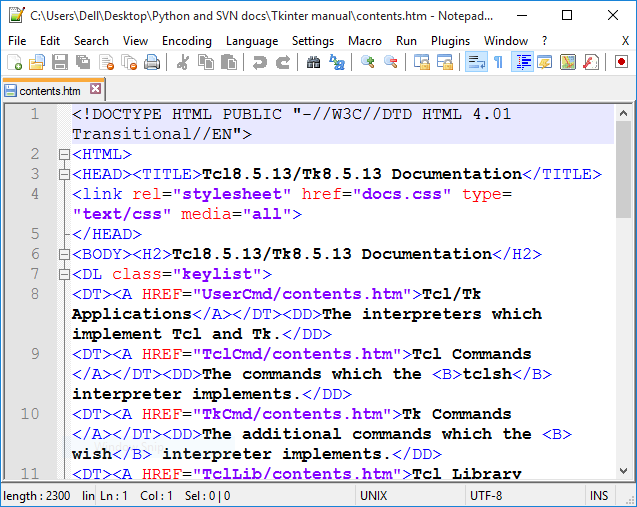 C:\Users\Dell\Desktop\Python and SVN docs\Tkinter manual\contents.htm - Notepad...
File Edit Search View Encoding Language Settings Macro Run Plugins Window ? X
contents.htm
1 <!DOCTYPE HTML PUBLIC "-//W3C//DTD HTML 4.01
Transitional//EN">
2 <HTML>
3 <HEAD><TITLE>Tcl8.5.13/Tk8.5.13 Documentation</TITLE>
4 <link rel="stylesheet" href="docs.css" type=
"text/css" media="all">
5 </HEAD>
6 <BODY><H2>Tcl8.5.13/Tk8.5.13 Documentation</H2>
7 <DL class="keylist">
8 <DT><A HREF="UserCmd/contents.htm">Tcl/Tk
Applications</A></DT><DD>The interpreters which
implement Tcl and Tk.</DD>
9 <DT><A HREF="TclCmd/contents.htm">Tcl Commands
</A></DT><DD>The commands which the <B>tclsh</B>
interpreter implements.</DD>
10 <DT><A HREF="TkCmd/contents.htm">Tk Commands
</A></DT><DD>The additional commands which the <B>
wish</B> interpreter implements.</DD>
11 <DT><A HREF="TclLib/contents.htm">Tcl Library
length : 2300 lin Ln : 1 Col : 1 Sel : 0 | 0 UNIX UTF-8 INS